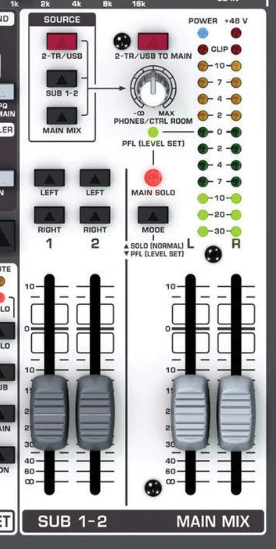 1k 2k 4k 8k 16k
SOURCE
POWER +48 V
2-TR/USB
2-TR/USB TO MAIN
CLIP
SUB 1-2
10
7
4
2
0
2
4
7
10
20
30
-∞ MAX
PHONES/CTRL ROOM
MAIN MIX
PFL (LEVEL SET)
MAIN SOLO
LEFT LEFT
RIGHT RIGHT
1 2
MODE
SOLO (NORMAL)
PFL (LEVEL SET)
L R
10 10
5 5
0 0
5 5
10 10
20 20
30 30
40 40
60 60
∞ ∞
SUB 1-2 MAIN MIX